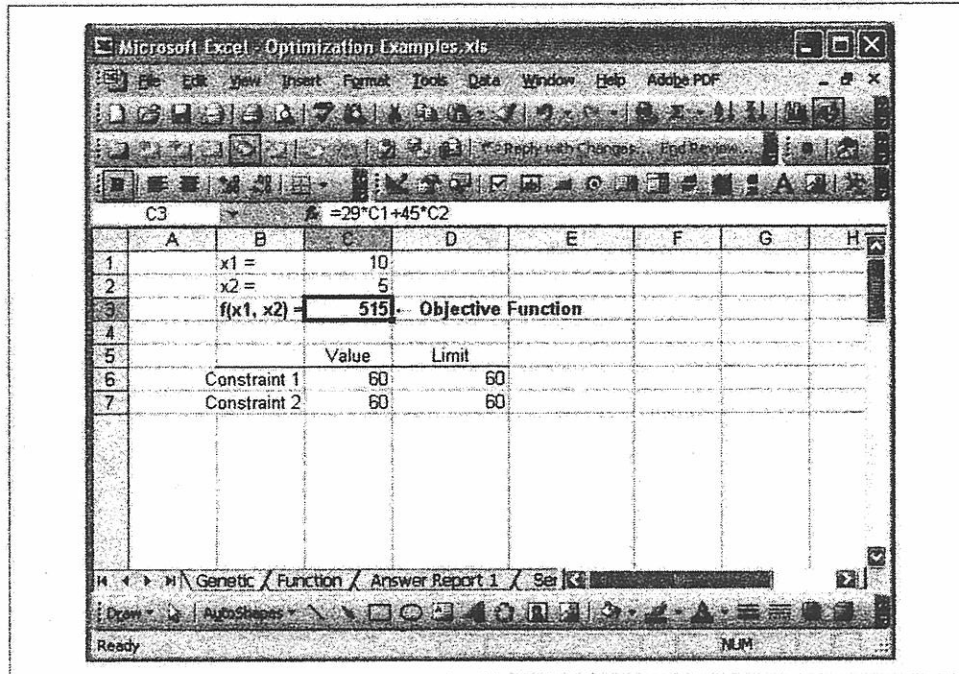 Microsoft Excel - Optimization Examples.xls
File Edit View Insert Format Tools Data Window Help Adobe PDF
Reply with Changes... End Review...
C3 fx =29*C1+45*C2
A B C D E F G H
1 x1 = 10
2 x2 = 5
3 f(x1, x2) = 515 ← Objective Function
4
5 Value Limit
6 Constraint 1 60 60
7 Constraint 2 60 60
Genetic / Function / Answer Report 1 / Ser
Draw AutoShapes
Ready NUM